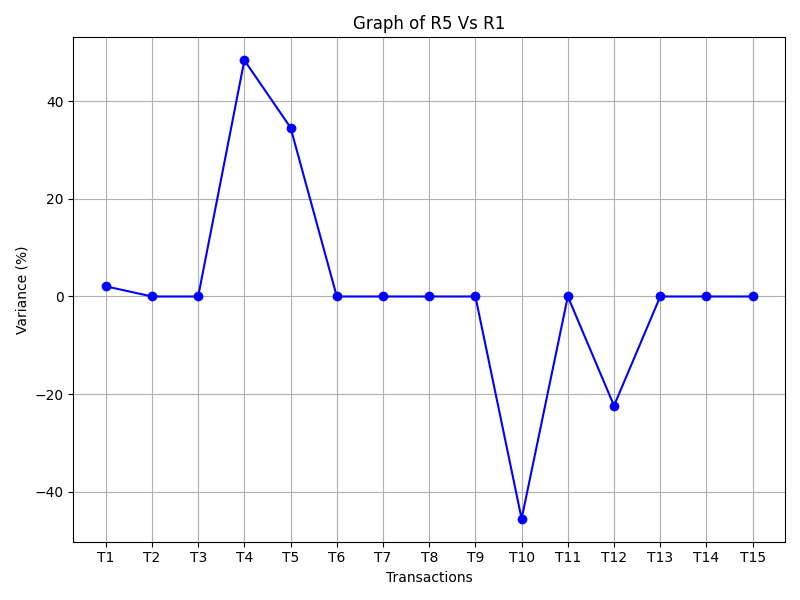 Graph of R5 Vs R1
Variance (%)
40
20
0
−20
−40
T1 T2 T3 T4 T5 T6 T7 T8 T9 T10 T11 T12 T13 T14 T15
Transactions